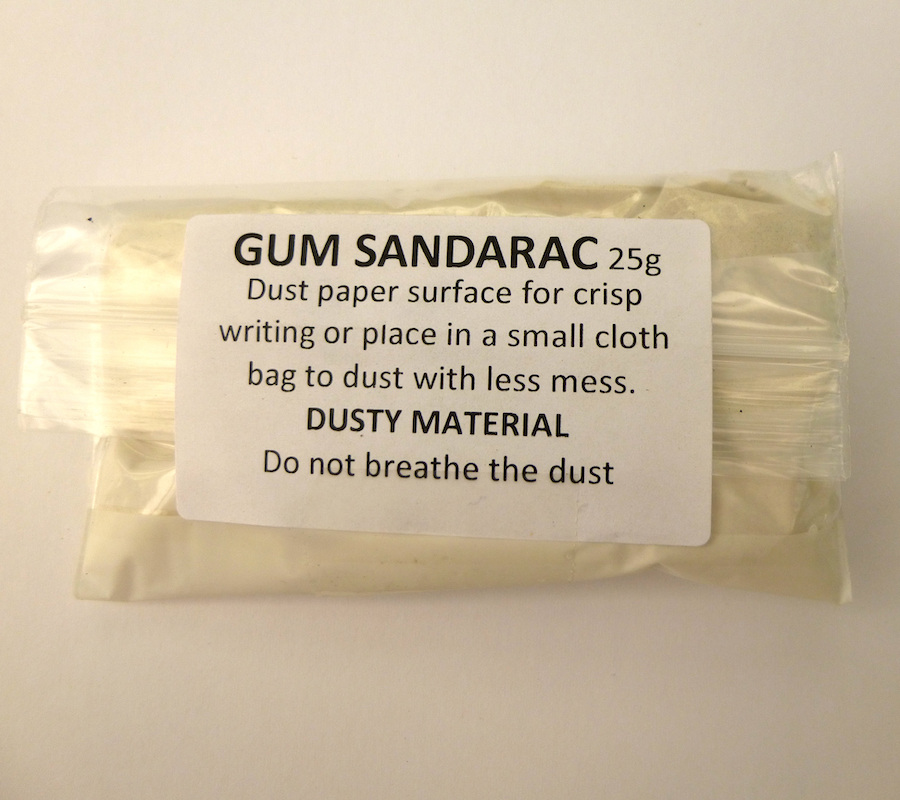 GUM SANDARAC 25g
Dust paper surface for crisp
writing or place in a small cloth
bag to dust with less mess.
DUSTY MATERIAL
Do not breathe the dust